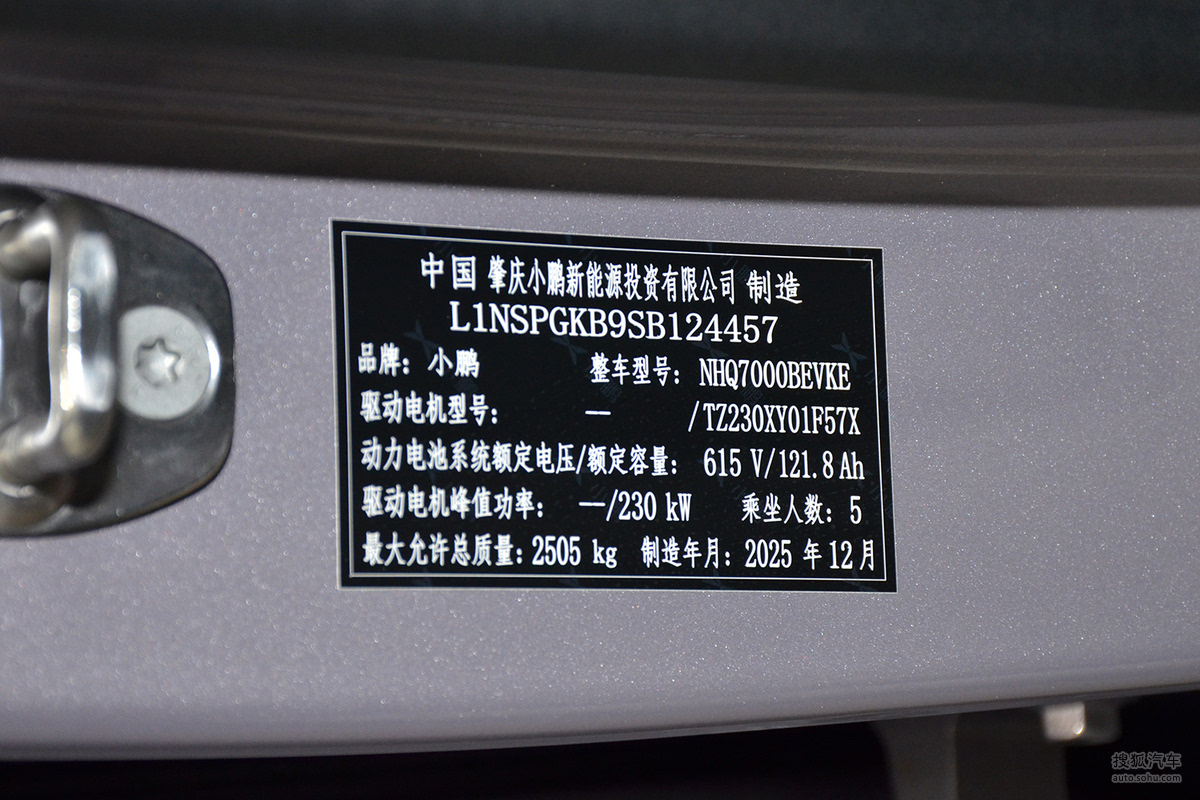 中国 肇庆小鹏新能源投资有限公司 制造
L1NSPGKB9SB124457
品牌: 小鹏 整车型号: NHQ7000BEVKE
驱动电机型号: — /TZ230XY01F57X
动力电池系统额定电压/额定容量: 615 V/121.8 Ah
驱动电机峰值功率: —/230 kW 乘坐人数: 5
最大允许总质量: 2505 kg 制造年月: 2025 年 12 月
搜狐汽车
auto.sohu.com